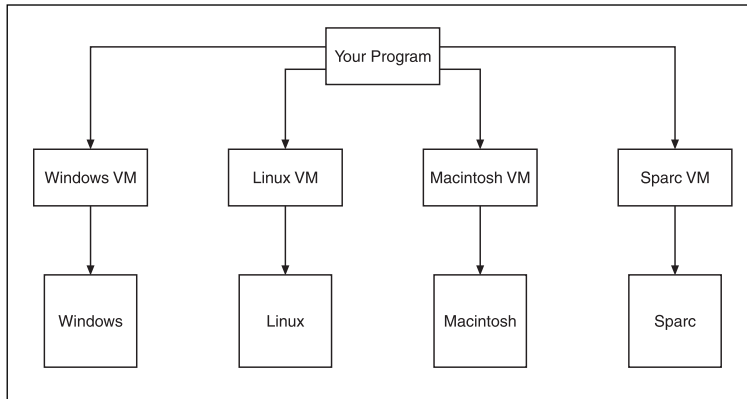 Your Program
Windows VM
Linux VM
Macintosh VM
Sparc VM
Windows
Linux
Macintosh
Sparc